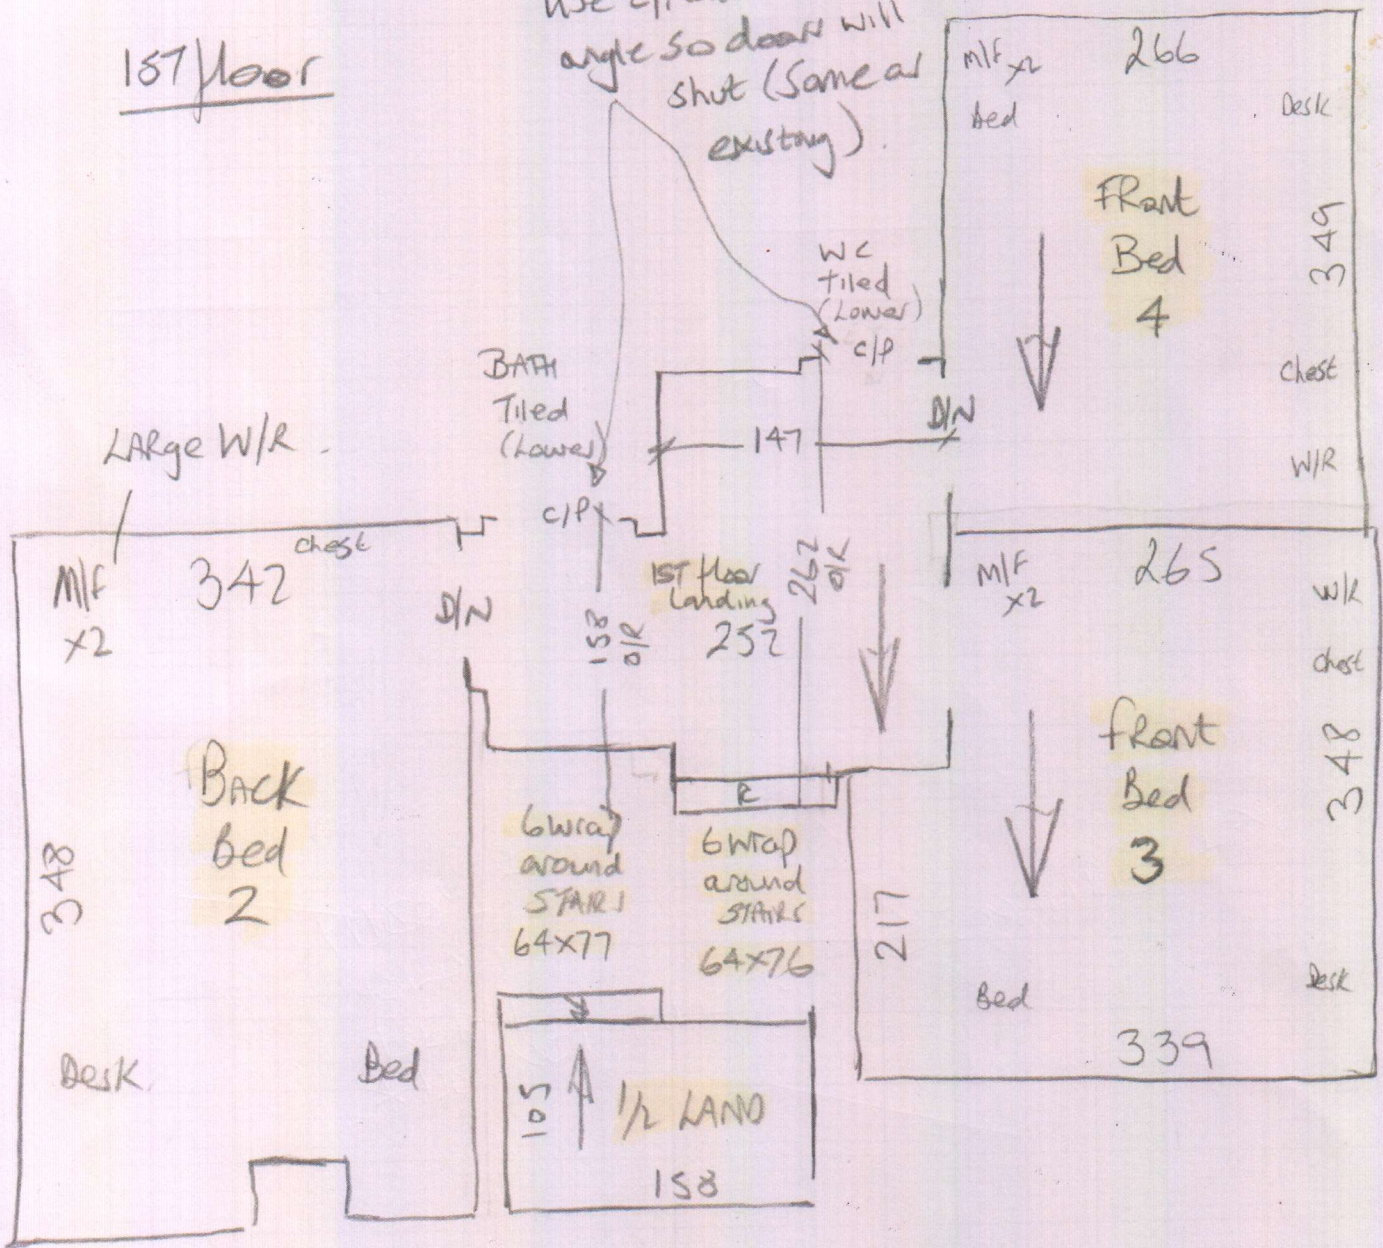 1ST floor
angle so doors will
shut (Same as
existing).
M/F x2
266
Bed
Desk
FRont
Bed
4
349
Chest
W/R
WC
Tiled
(Lower)
C/P
D/N
147
BATH
Tiled
(Lower)
C/P
LARge W/R.
chest
M/F
x2
342
D/N
158
O/R
1ST floor
Landing
252
262
O/R
M/F
x2
265
W/R
Chest
fRont
Bed
3
348
BACK
Bed
2
348
R
6 wrap
around
STAIRS
64x77
6 wrap
around
STAIRS
64x76
217
Bed
Desk
339
Desk.
Bed
105
1/2 LAND
158